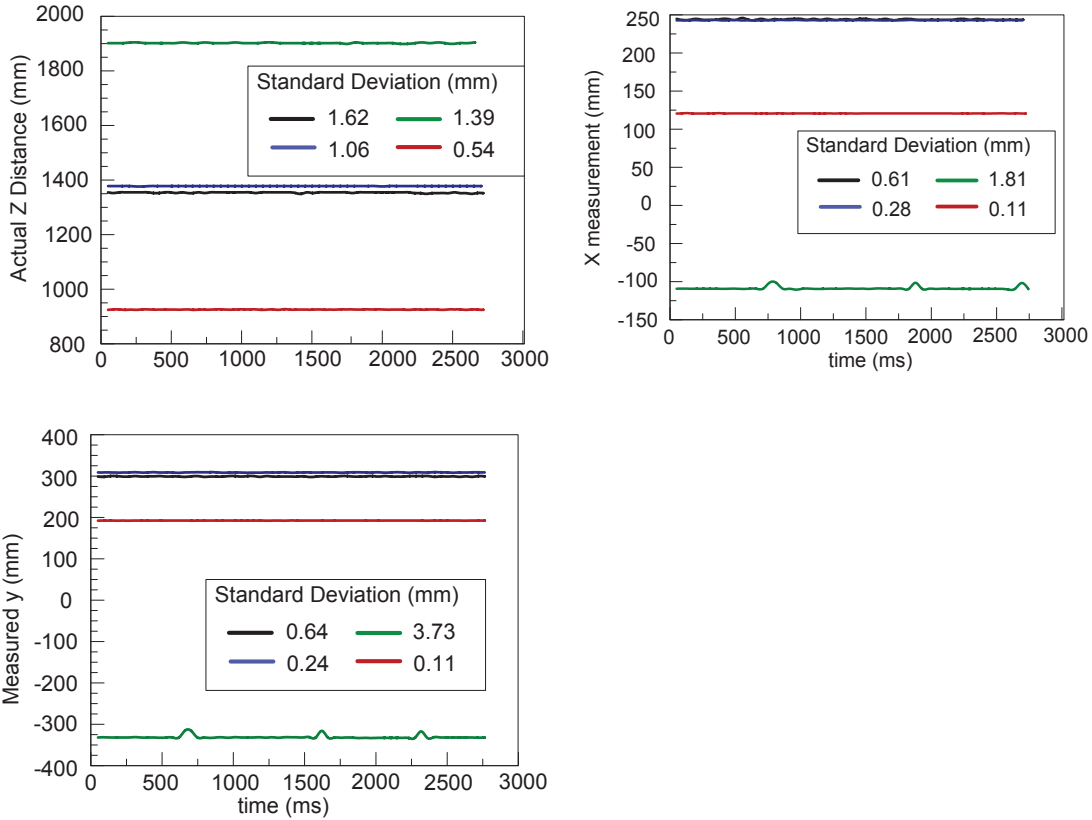 2000
1800
1600
1400
1200
1000
800
Actual Z Distance (mm)
Standard Deviation (mm)
1.62 1.39
1.06 0.54
0 500 1000 1500 2000 2500 3000
250
200
150
100
50
0
-50
-100
-150
X measurement (mm)
Standard Deviation (mm)
0.61 1.81
0.28 0.11
0 500 1000 1500 2000 2500 3000
time (ms)
400
300
200
100
0
-100
-200
-300
-400
Measured y (mm)
Standard Deviation (mm)
0.64 3.73
0.24 0.11
0 500 1000 1500 2000 2500 3000
time (ms)